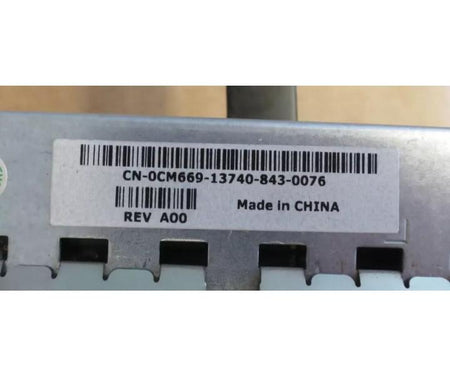 CN-0CM669-13740-843-0076
REV A00
Made in CHINA